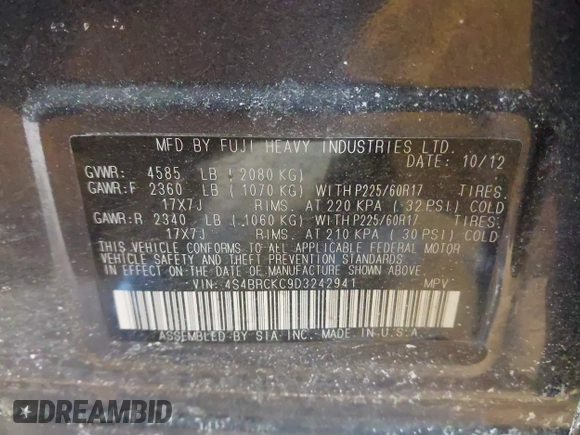 MFD BY FUJI HEAVY INDUSTRIES LTD.
DATE: 10/12
GVWR: 4585 LB (2080 KG)
GAWR:F 2360 LB (1070 KG) WITH P225/60R17 TIRES.
17X7J RIMS. AT 220 KPA (32 PSI) COLD
GAWR:R 2340 LB (1060 KG) WITH P225/60R17 TIRES.
17X7J RIMS. AT 210 KPA (30 PSI) COLD
THIS VEHICLE CONFORMS TO ALL APPLICABLE FEDERAL MOTOR
VEHICLE SAFETY AND THEFT PREVENTION STANDARDS
IN EFFECT ON THE DATE OF MANUFACTURE SHOWN ABOVE.
VIN: 4S4BRCKC9D3242941 MPV
ASSEMBLED BY SIA INC. MADE IN U.S.A.
DREAMBID